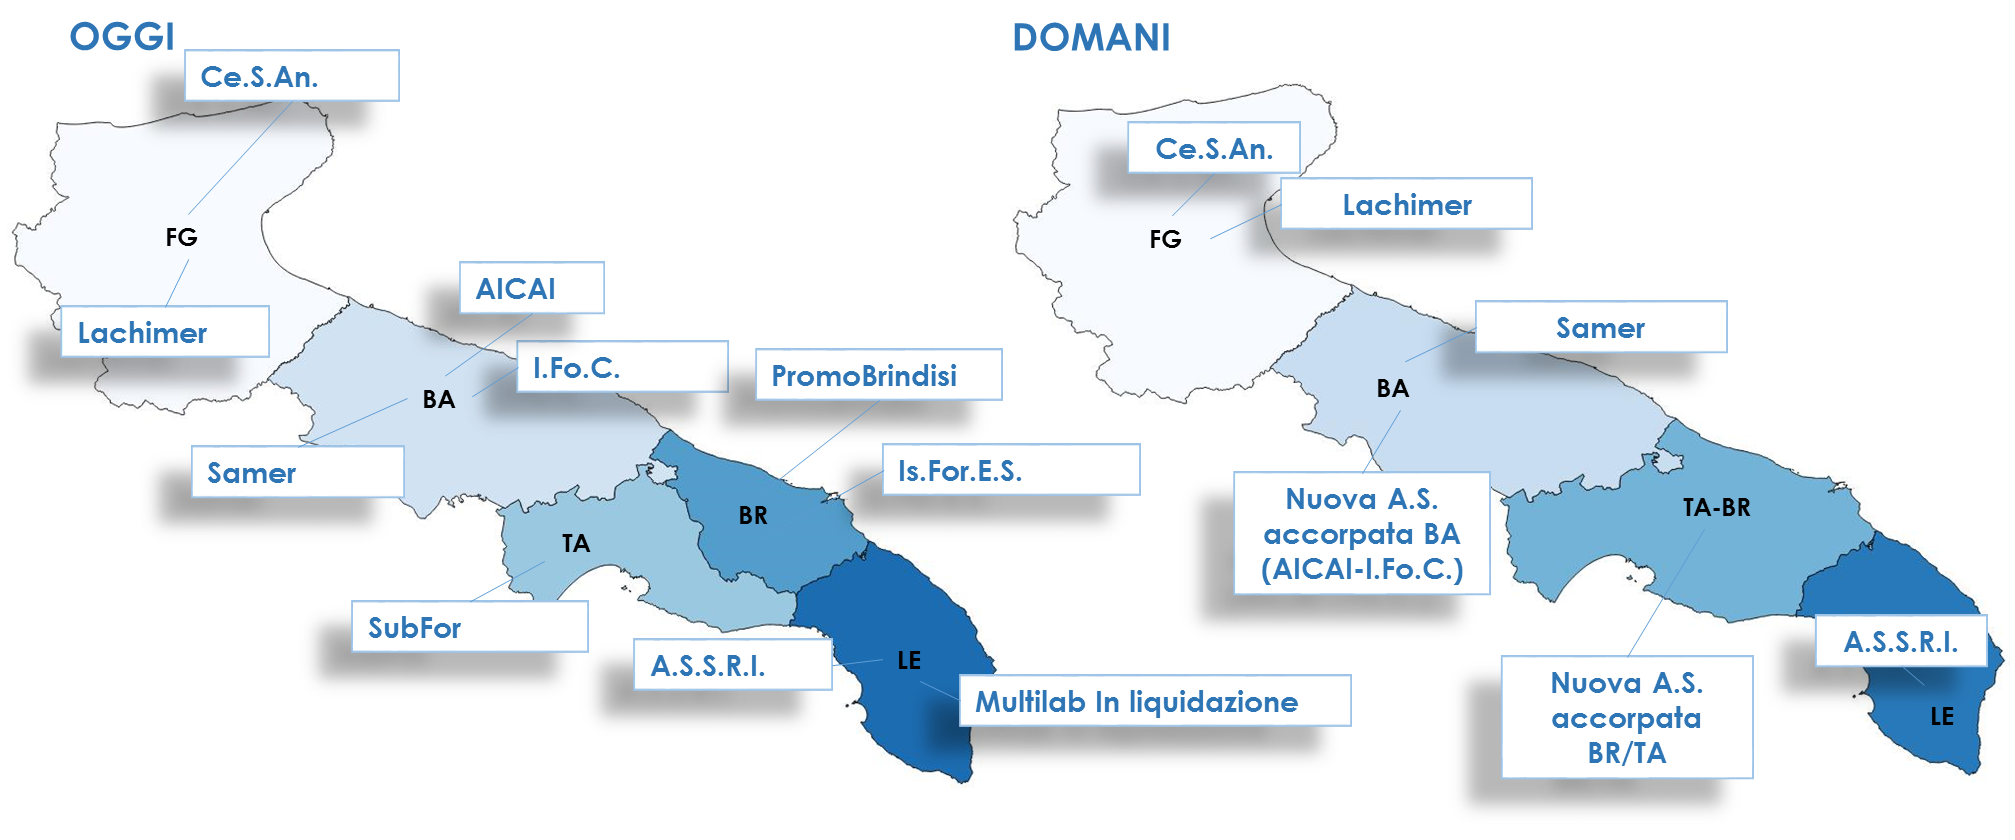 OGGI
Ce.S.An.
FG
Lachimer
AICAI
I.Fo.C.
BA
Samer
PromoBrindisi
Is.For.E.S.
BR
TA
SubFor
A.S.S.R.I.
LE
Multilab In liquidazione
DOMANI
Ce.S.An.
Lachimer
FG
Samer
BA
Nuova A.S.
accorpata BA
(AICAI-I.Fo.C.)
TA-BR
Nuova A.S.
accorpata
BR/TA
A.S.S.R.I.
LE